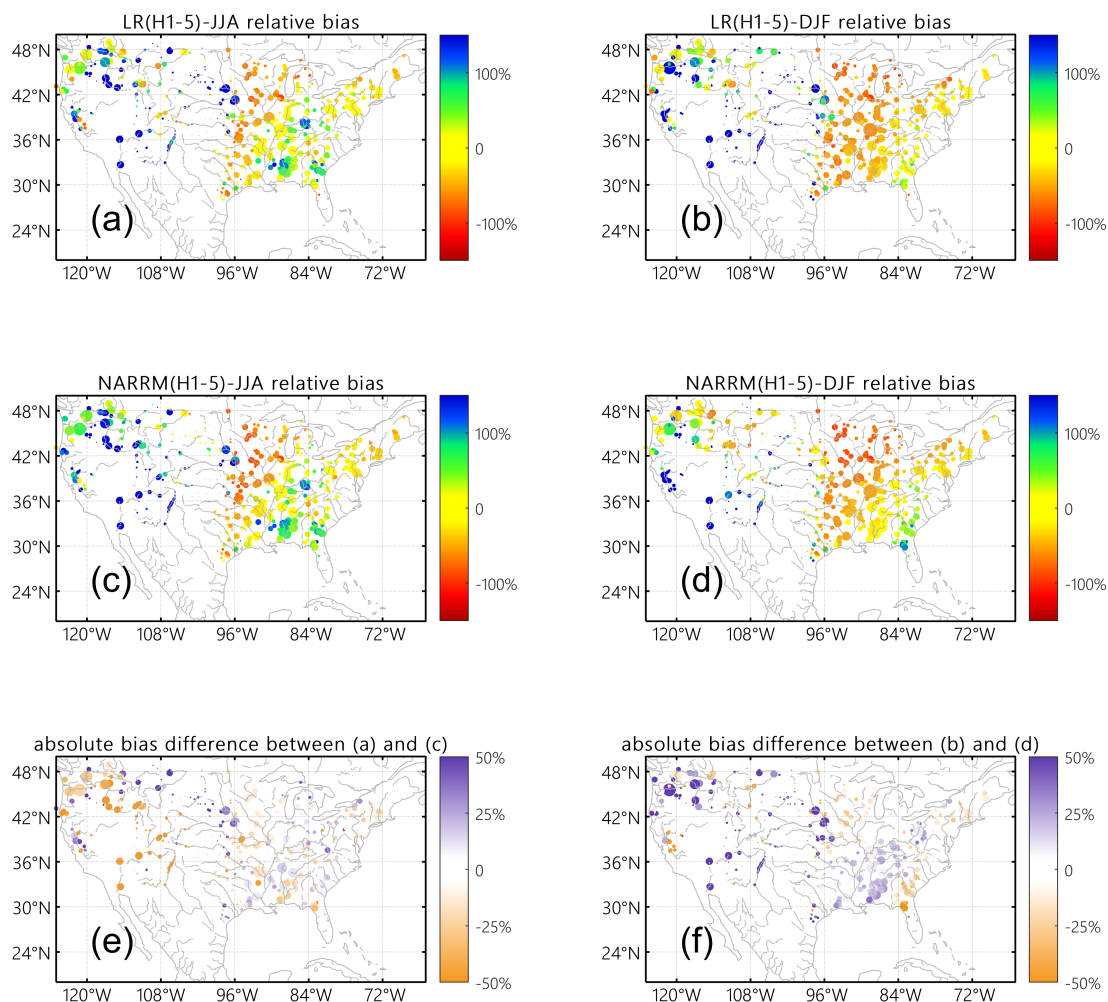 LR(H1-5)-JJA relative bias
48°N
42°N
36°N
30°N
24°N
(a)
120°W 108°W 96°W 84°W 72°W
100%
0
-100%
LR(H1-5)-DJF relative bias
48°N
42°N
36°N
30°N
24°N
(b)
120°W 108°W 96°W 84°W 72°W
100%
0
-100%
NARRM(H1-5)-JJA relative bias
48°N
42°N
36°N
30°N
24°N
(c)
120°W 108°W 96°W 84°W 72°W
100%
0
-100%
NARRM(H1-5)-DJF relative bias
48°N
42°N
36°N
30°N
24°N
(d)
120°W 108°W 96°W 84°W 72°W
100%
0
-100%
absolute bias difference between (a) and (c)
48°N
42°N
36°N
30°N
24°N
(e)
120°W 108°W 96°W 84°W 72°W
50%
25%
0
-25%
-50%
absolute bias difference between (b) and (d)
48°N
42°N
36°N
30°N
24°N
(f)
120°W 108°W 96°W 84°W 72°W
50%
25%
0
-25%
-50%